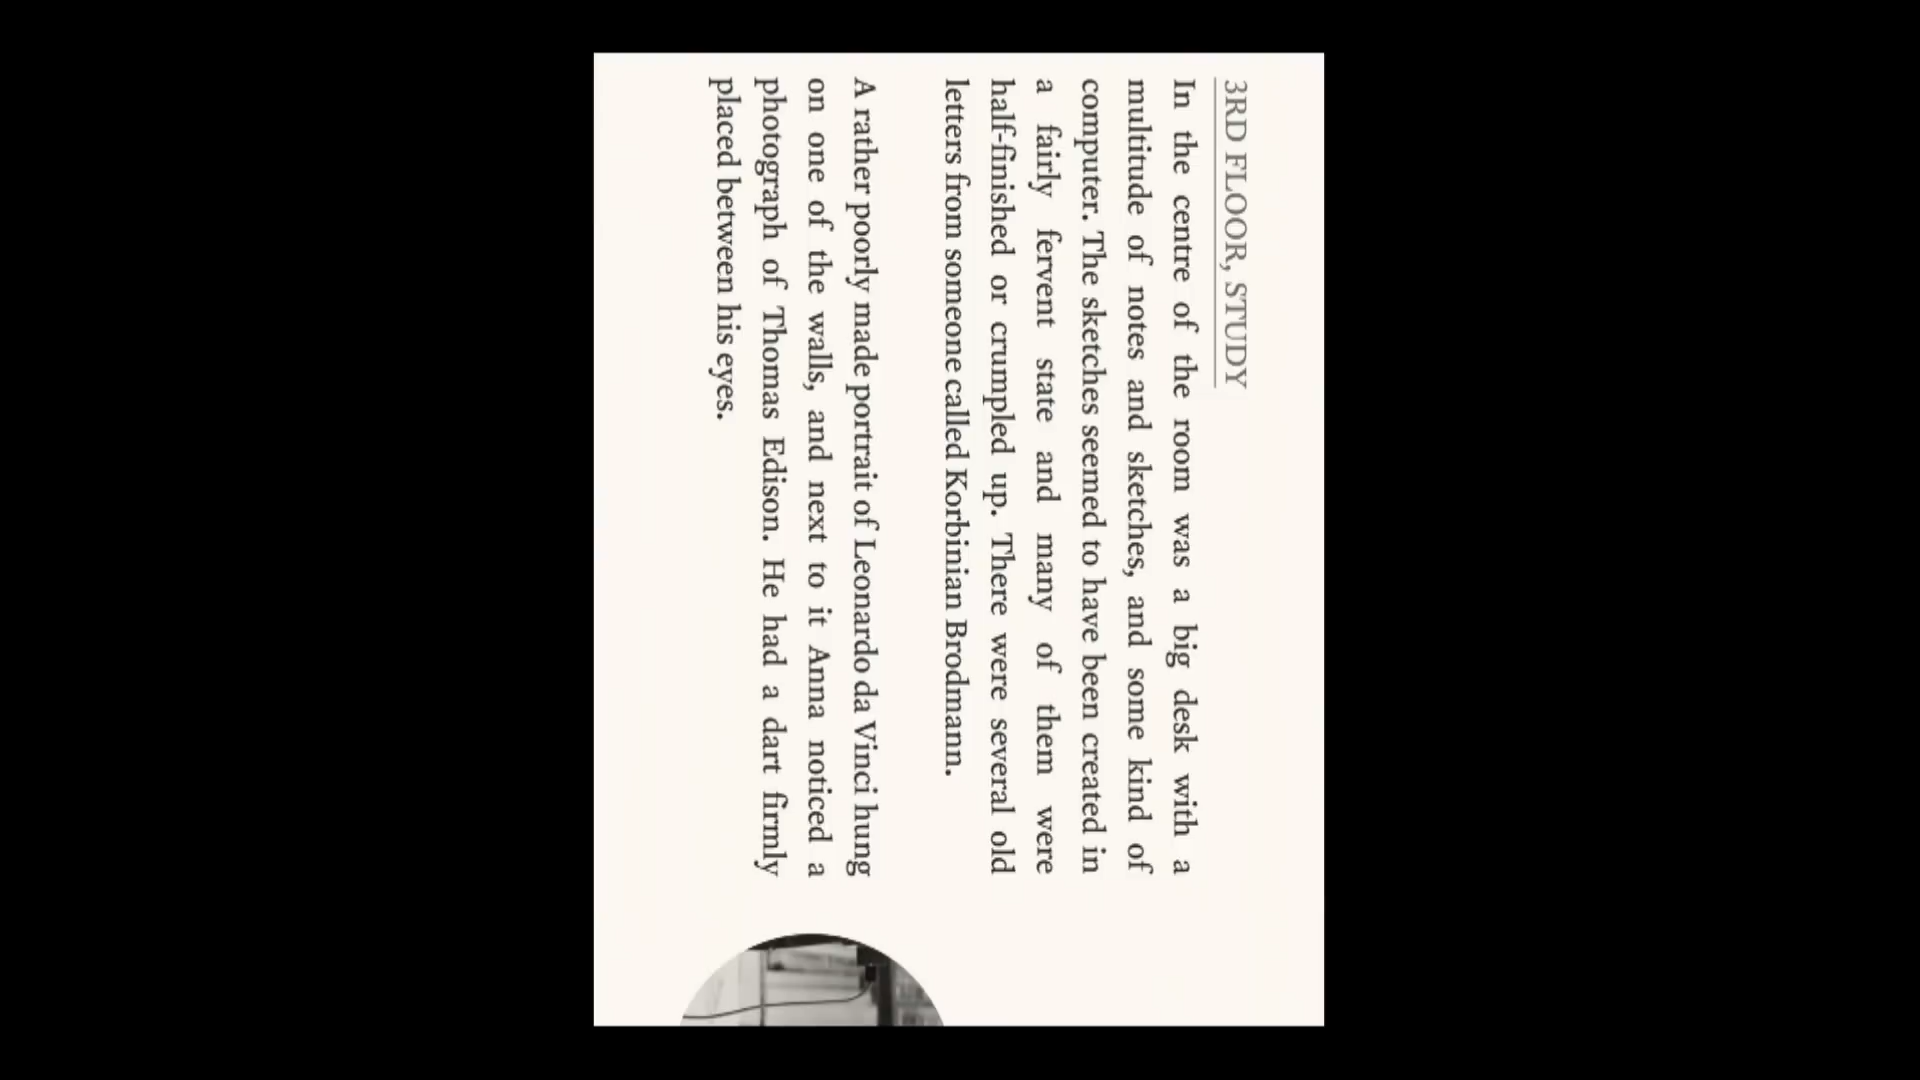 3RD FLOOR, STUDY
In the centre of the room was a big desk with a
multitude of notes and sketches, and some kind of
computer. The sketches seemed to have been created in
a fairly fervent state and many of them were
half-finished or crumpled up. There were several old
letters from someone called Korbinian Brodmann.
A rather poorly made portrait of Leonardo da Vinci hung
on one of the walls, and next to it Anna noticed a
photograph of Thomas Edison. He had a dart firmly
placed between his eyes.